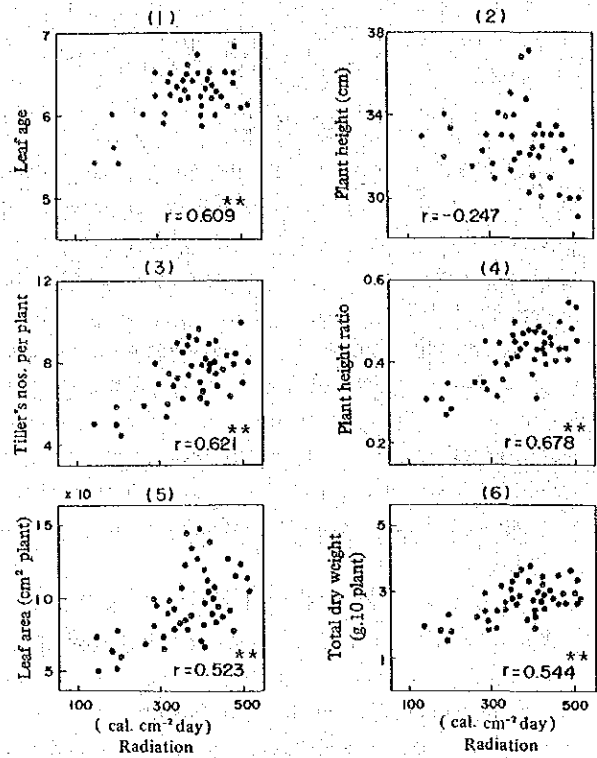 (1)
7
6
5
Leaf age
r=0.609
**
(2)
38
34
30
Plant height (cm)
r=-0.247
(3)
12
8
4
Tiller's nos. per plant
r=0.621
**
(4)
0.6
0.4
0.2
Plant height ratio
r=0.678
**
x 10
(5)
15
10
5
Leaf area (cm² plant)
r=0.523
**
100
300
500
(cal. cm⁻² day)
Radiation
(6)
5
3
1
Total dry weight
(g.10 plant)
r=0.544
**
100
300
500
(cal. cm⁻² day)
Radiation